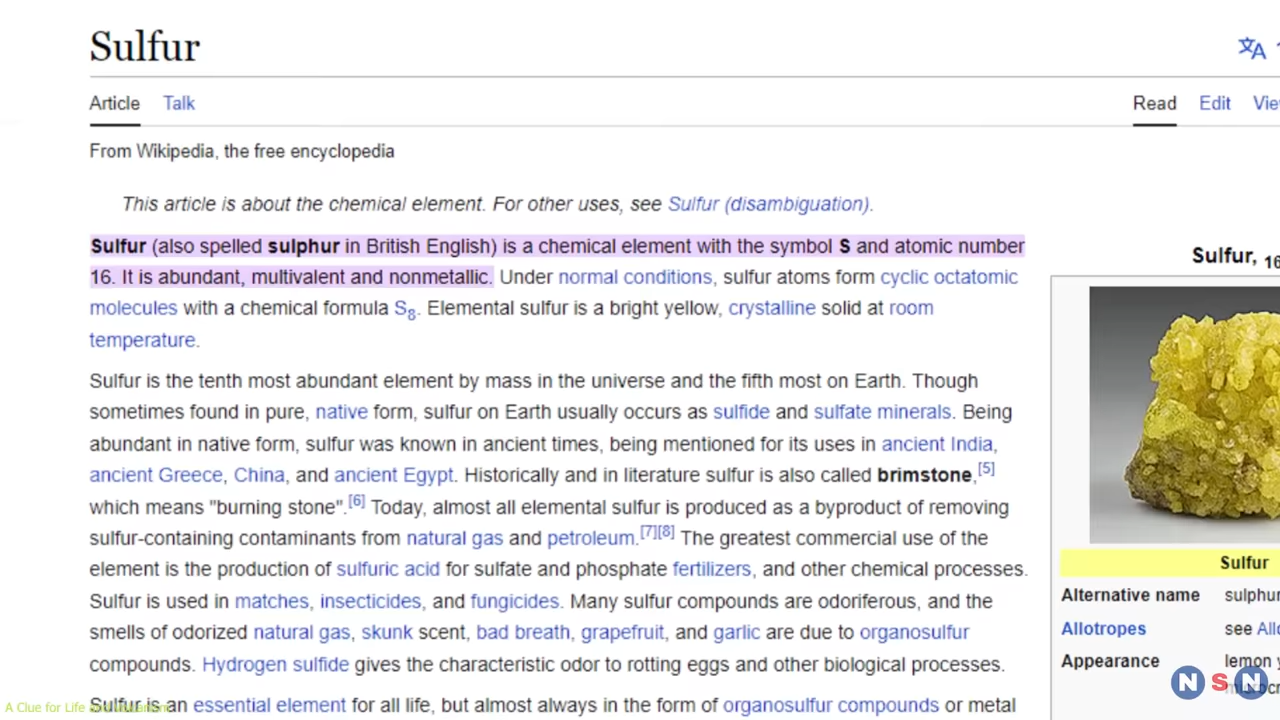 Sulfur
Article Talk Read Edit
From Wikipedia, the free encyclopedia
This article is about the chemical element. For other uses, see Sulfur (disambiguation).
Sulfur (also spelled sulphur in British English) is a chemical element with the symbol S and atomic number
16. It is abundant, multivalent and nonmetallic. Under normal conditions, sulfur atoms form cyclic octatomic
molecules with a chemical formula S8. Elemental sulfur is a bright yellow, crystalline solid at room
temperature.
Sulfur is the tenth most abundant element by mass in the universe and the fifth most on Earth. Though
sometimes found in pure, native form, sulfur on Earth usually occurs as sulfide and sulfate minerals. Being
abundant in native form, sulfur was known in ancient times, being mentioned for its uses in ancient India,
ancient Greece, China, and ancient Egypt. Historically and in literature sulfur is also called brimstone,[5]
which means "burning stone".[6] Today, almost all elemental sulfur is produced as a byproduct of removing
sulfur-containing contaminants from natural gas and petroleum.[7][8] The greatest commercial use of the
element is the production of sulfuric acid for sulfate and phosphate fertilizers, and other chemical processes.
Sulfur is used in matches, insecticides, and fungicides. Many sulfur compounds are odoriferous, and the
smells of odorized natural gas, skunk scent, bad breath, grapefruit, and garlic are due to organosulfur
compounds. Hydrogen sulfide gives the characteristic odor to rotting eggs and other biological processes.
Sulfur is an essential element for all life, but almost always in the form of organosulfur compounds or metal
Sulfur, 16
Sulfur
Alternative name sulphur
Allotropes see
Appearance lemon
A Clue for Life
NSN